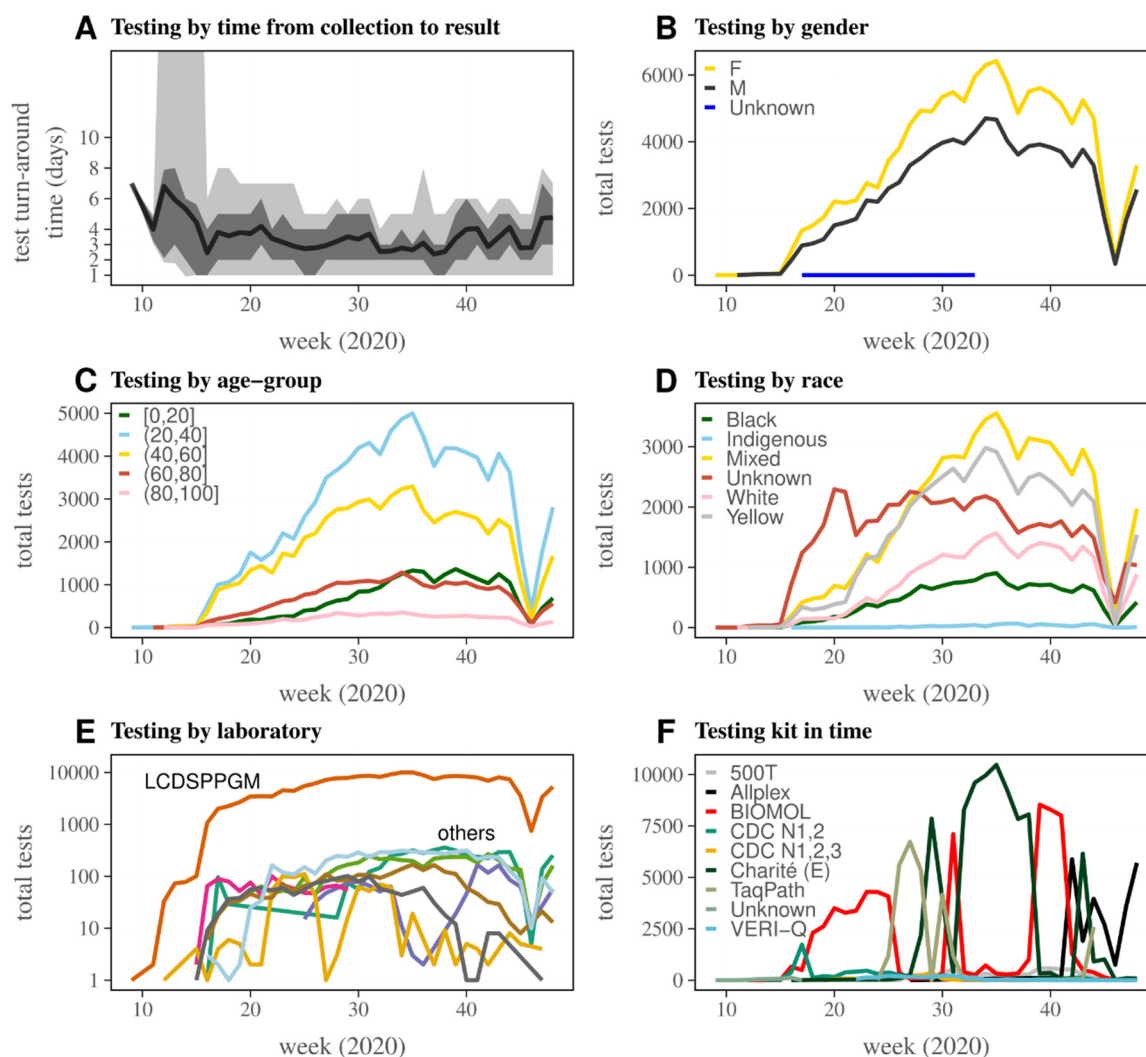 A Testing by time from collection to result
test turn-around
time (days)
10
8
6
4
3
2
1
10 20 30 40
week (2020)
B Testing by gender
F
M
Unknown
total tests
6000
4000
2000
0
10 20 30 40
week (2020)
C Testing by age-group
[0,20]
(20,40]
(40,60]
(60,80]
(80,100]
total tests
5000
4000
3000
2000
1000
0
10 20 30 40
week (2020)
D Testing by race
Black
Indigenous
Mixed
Unknown
White
Yellow
total tests
3000
2000
1000
0
10 20 30 40
week (2020)
E Testing by laboratory
LCDSPPGM
others
total tests
10000
1000
100
10
1
10 20 30 40
week (2020)
F Testing kit in time
500T
Allplex
BIOMOL
CDC N1,2
CDC N1,2,3
Charité (E)
TaqPath
Unknown
VERI-Q
total tests
10000
7500
5000
2500
0
10 20 30 40
week (2020)